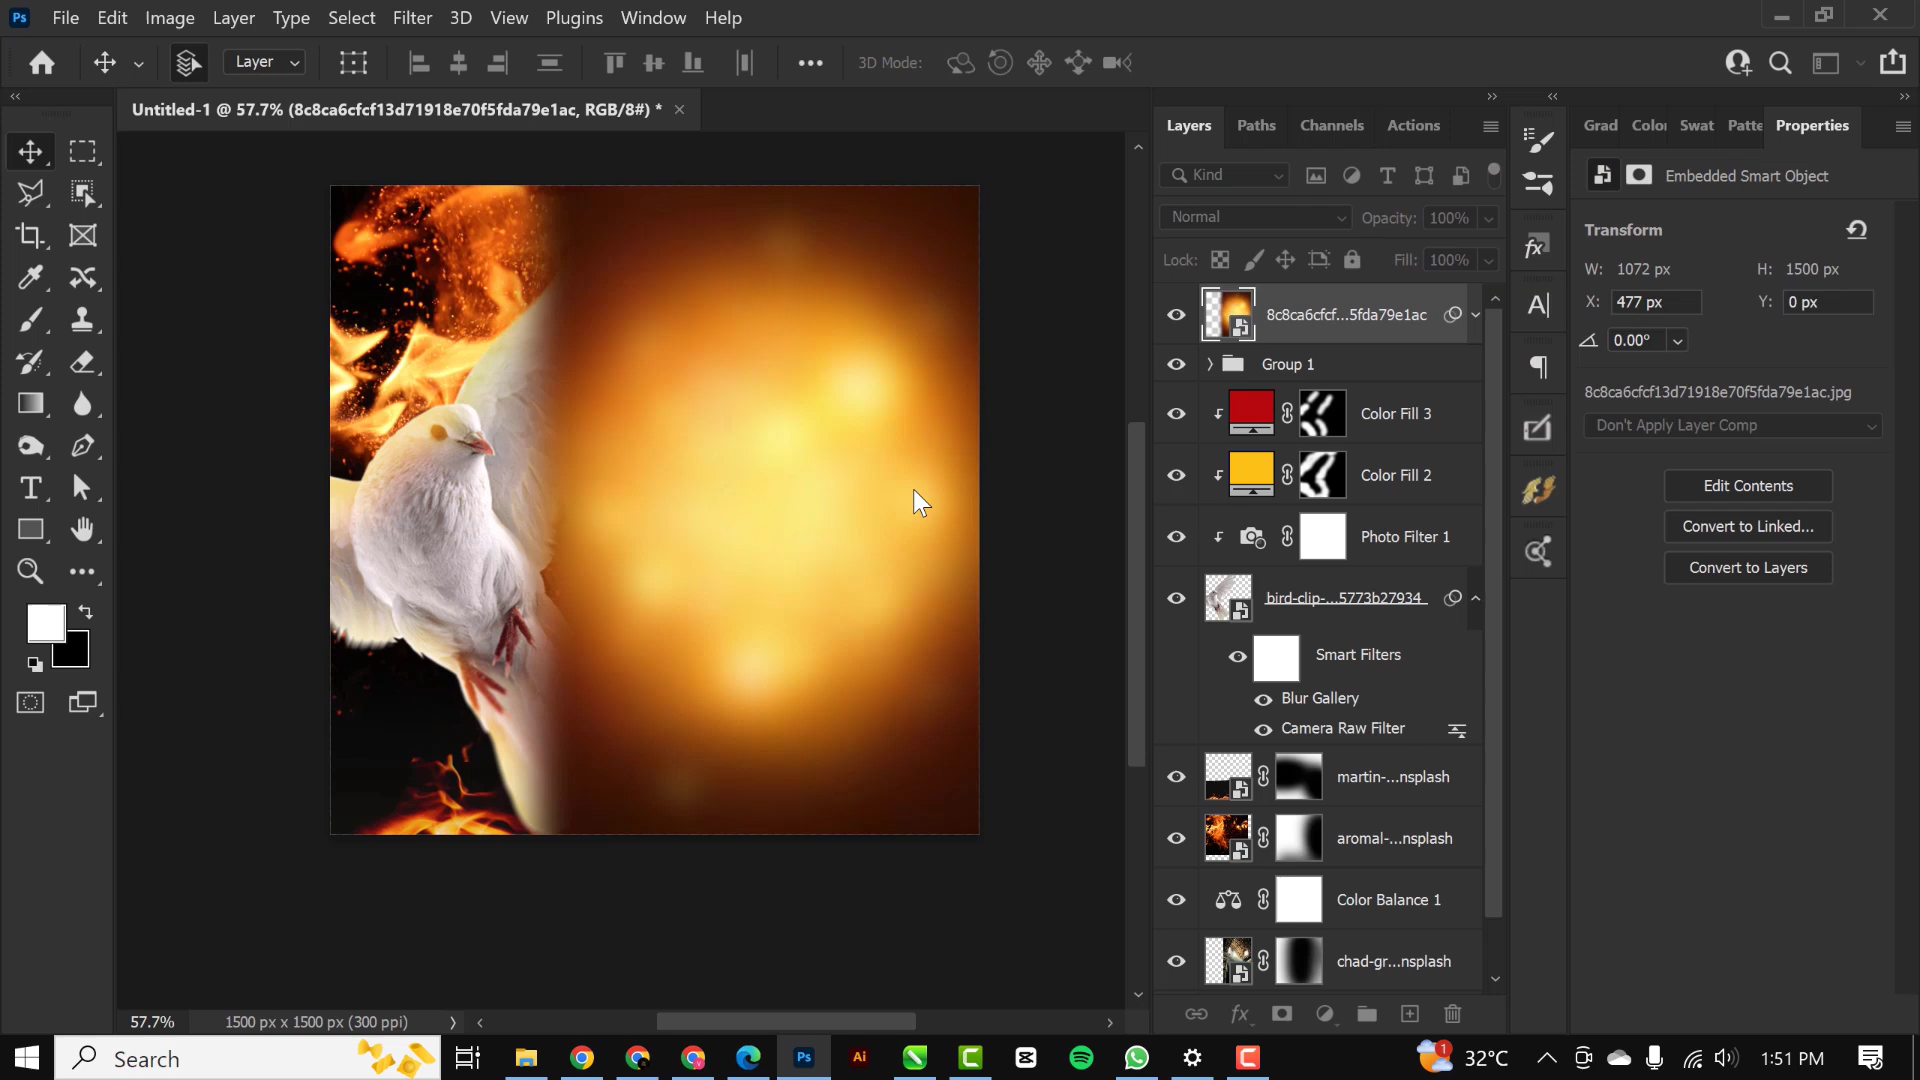 Ps File Edit Image Layer Type Select Filter 3D View Plugins Window Help
Layer 3D Mode:
Untitled-1 @ 57.7% (8c8ca6cfcf13d71918e70f5fda79e1ac, RGB/8#) *
Layers Paths Channels Actions
Grad Color Swat Patte Properties
Kind
Embedded Smart Object
Normal Opacity: 100%
Transform
Lock: Fill: 100%
W: 1072 px H: 1500 px
X: 477 px Y: 0 px
8c8ca6cfcf...5fda79e1ac
0.00°
Group 1
8c8ca6cfcf13d71918e70f5fda79e1ac.jpg
Color Fill 3
Don't Apply Layer Comp
Color Fill 2
Edit Contents
Convert to Linked...
Photo Filter 1
Convert to Layers
bird-clip-...5773b27934
Smart Filters
Blur Gallery
Camera Raw Filter
martin-...nsplash
aromal-...nsplash
Color Balance 1
chad-gr...nsplash
57.7% 1500 px x 1500 px (300 ppi)
Search Ps Ai 1 32°C 1:51 PM